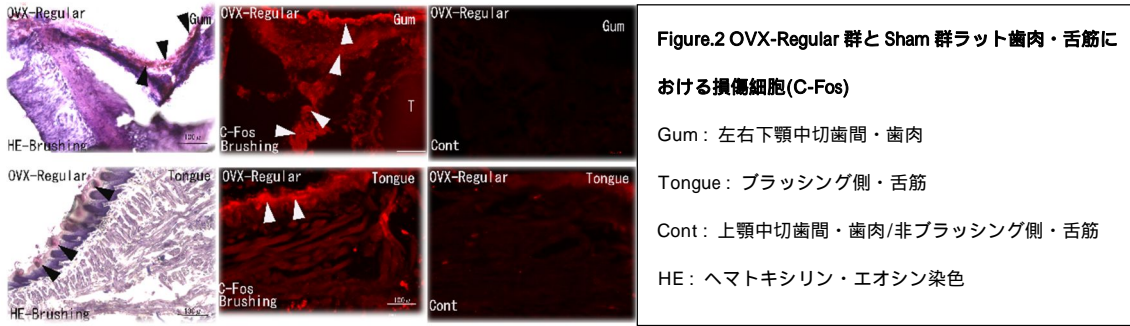 OVX-Regular
Gum
HE-Brushing
100μ
OVX-Regular
Gum
T
C-Fos
Brushing
OVX-Regular
Gum
Cont
OVX-Regular
Tongue
HE-Brushing
100μ
OVX-Regular
Tongue
C-Fos
Brushing
100μ
OVX-Regular
Tongue
Cont
Figure.2 OVX-Regular 群と Sham 群ラット歯肉・舌筋に
おける損傷細胞(C-Fos)
Gum : 左右下顎中切歯間・歯肉
Tongue : ブラッシング側・舌筋
Cont : 上顎中切歯間・歯肉/非ブラッシング側・舌筋
HE : ヘマトキシリン・エオシン染色